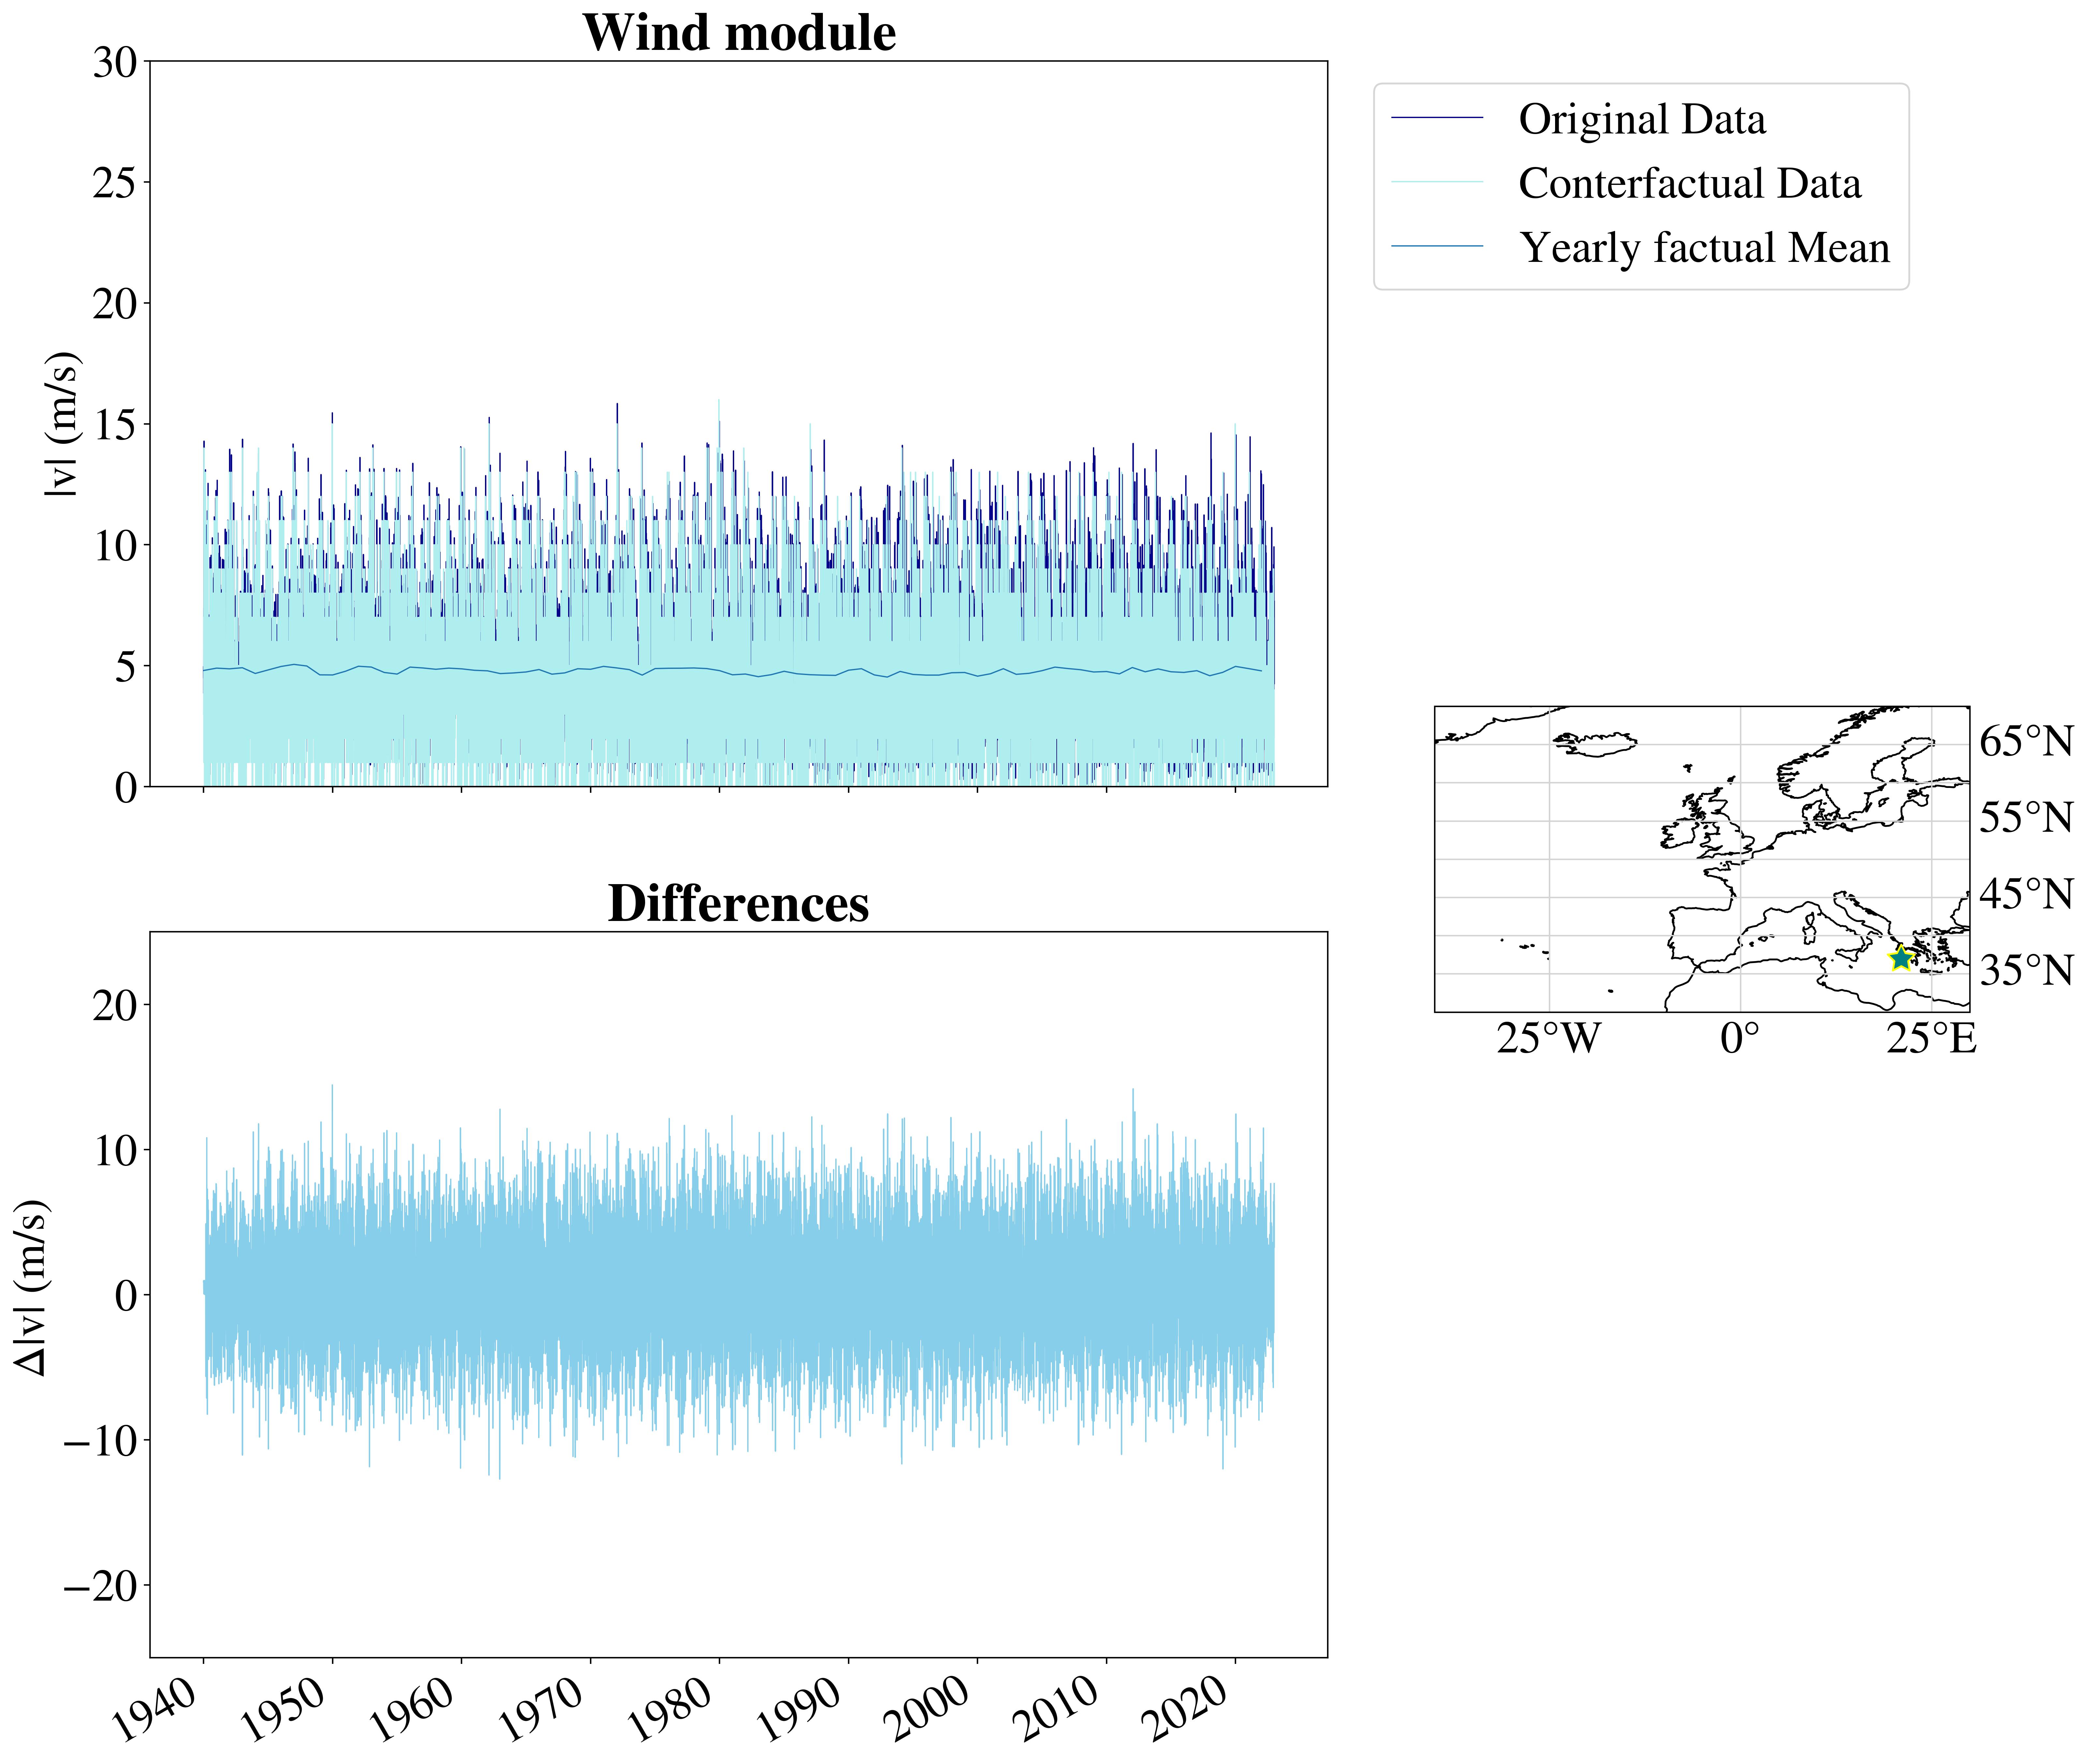 Wind module
30
25
20
15
10
5
0
|v| (m/s)
Original Data
Conterfactual Data
Yearly factual Mean
65°N
55°N
45°N
35°N
25°W 0° 25°E
Differences
20
10
0
−10
−20
Δ|v| (m/s)
1940 1950 1960 1970 1980 1990 2000 2010 2020